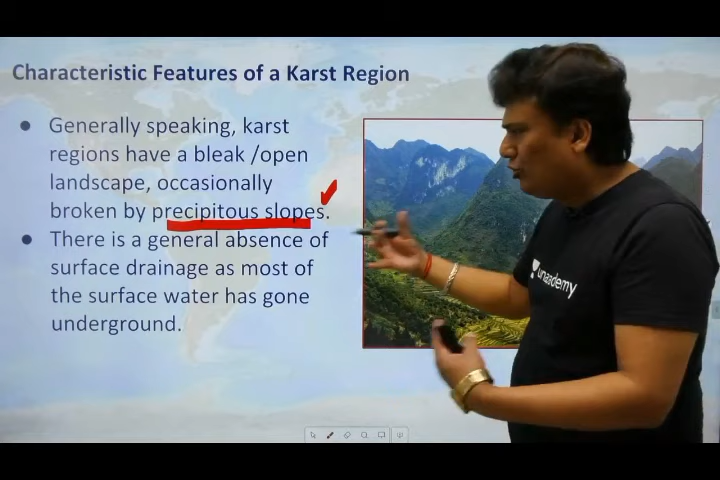 Characteristic Features of a Karst Region
● Generally speaking, karst
regions have a bleak /open
landscape, occasionally
broken by precipitous slopes.
● There is a general absence of
surface drainage as most of
the surface water has gone
underground.
unacademy